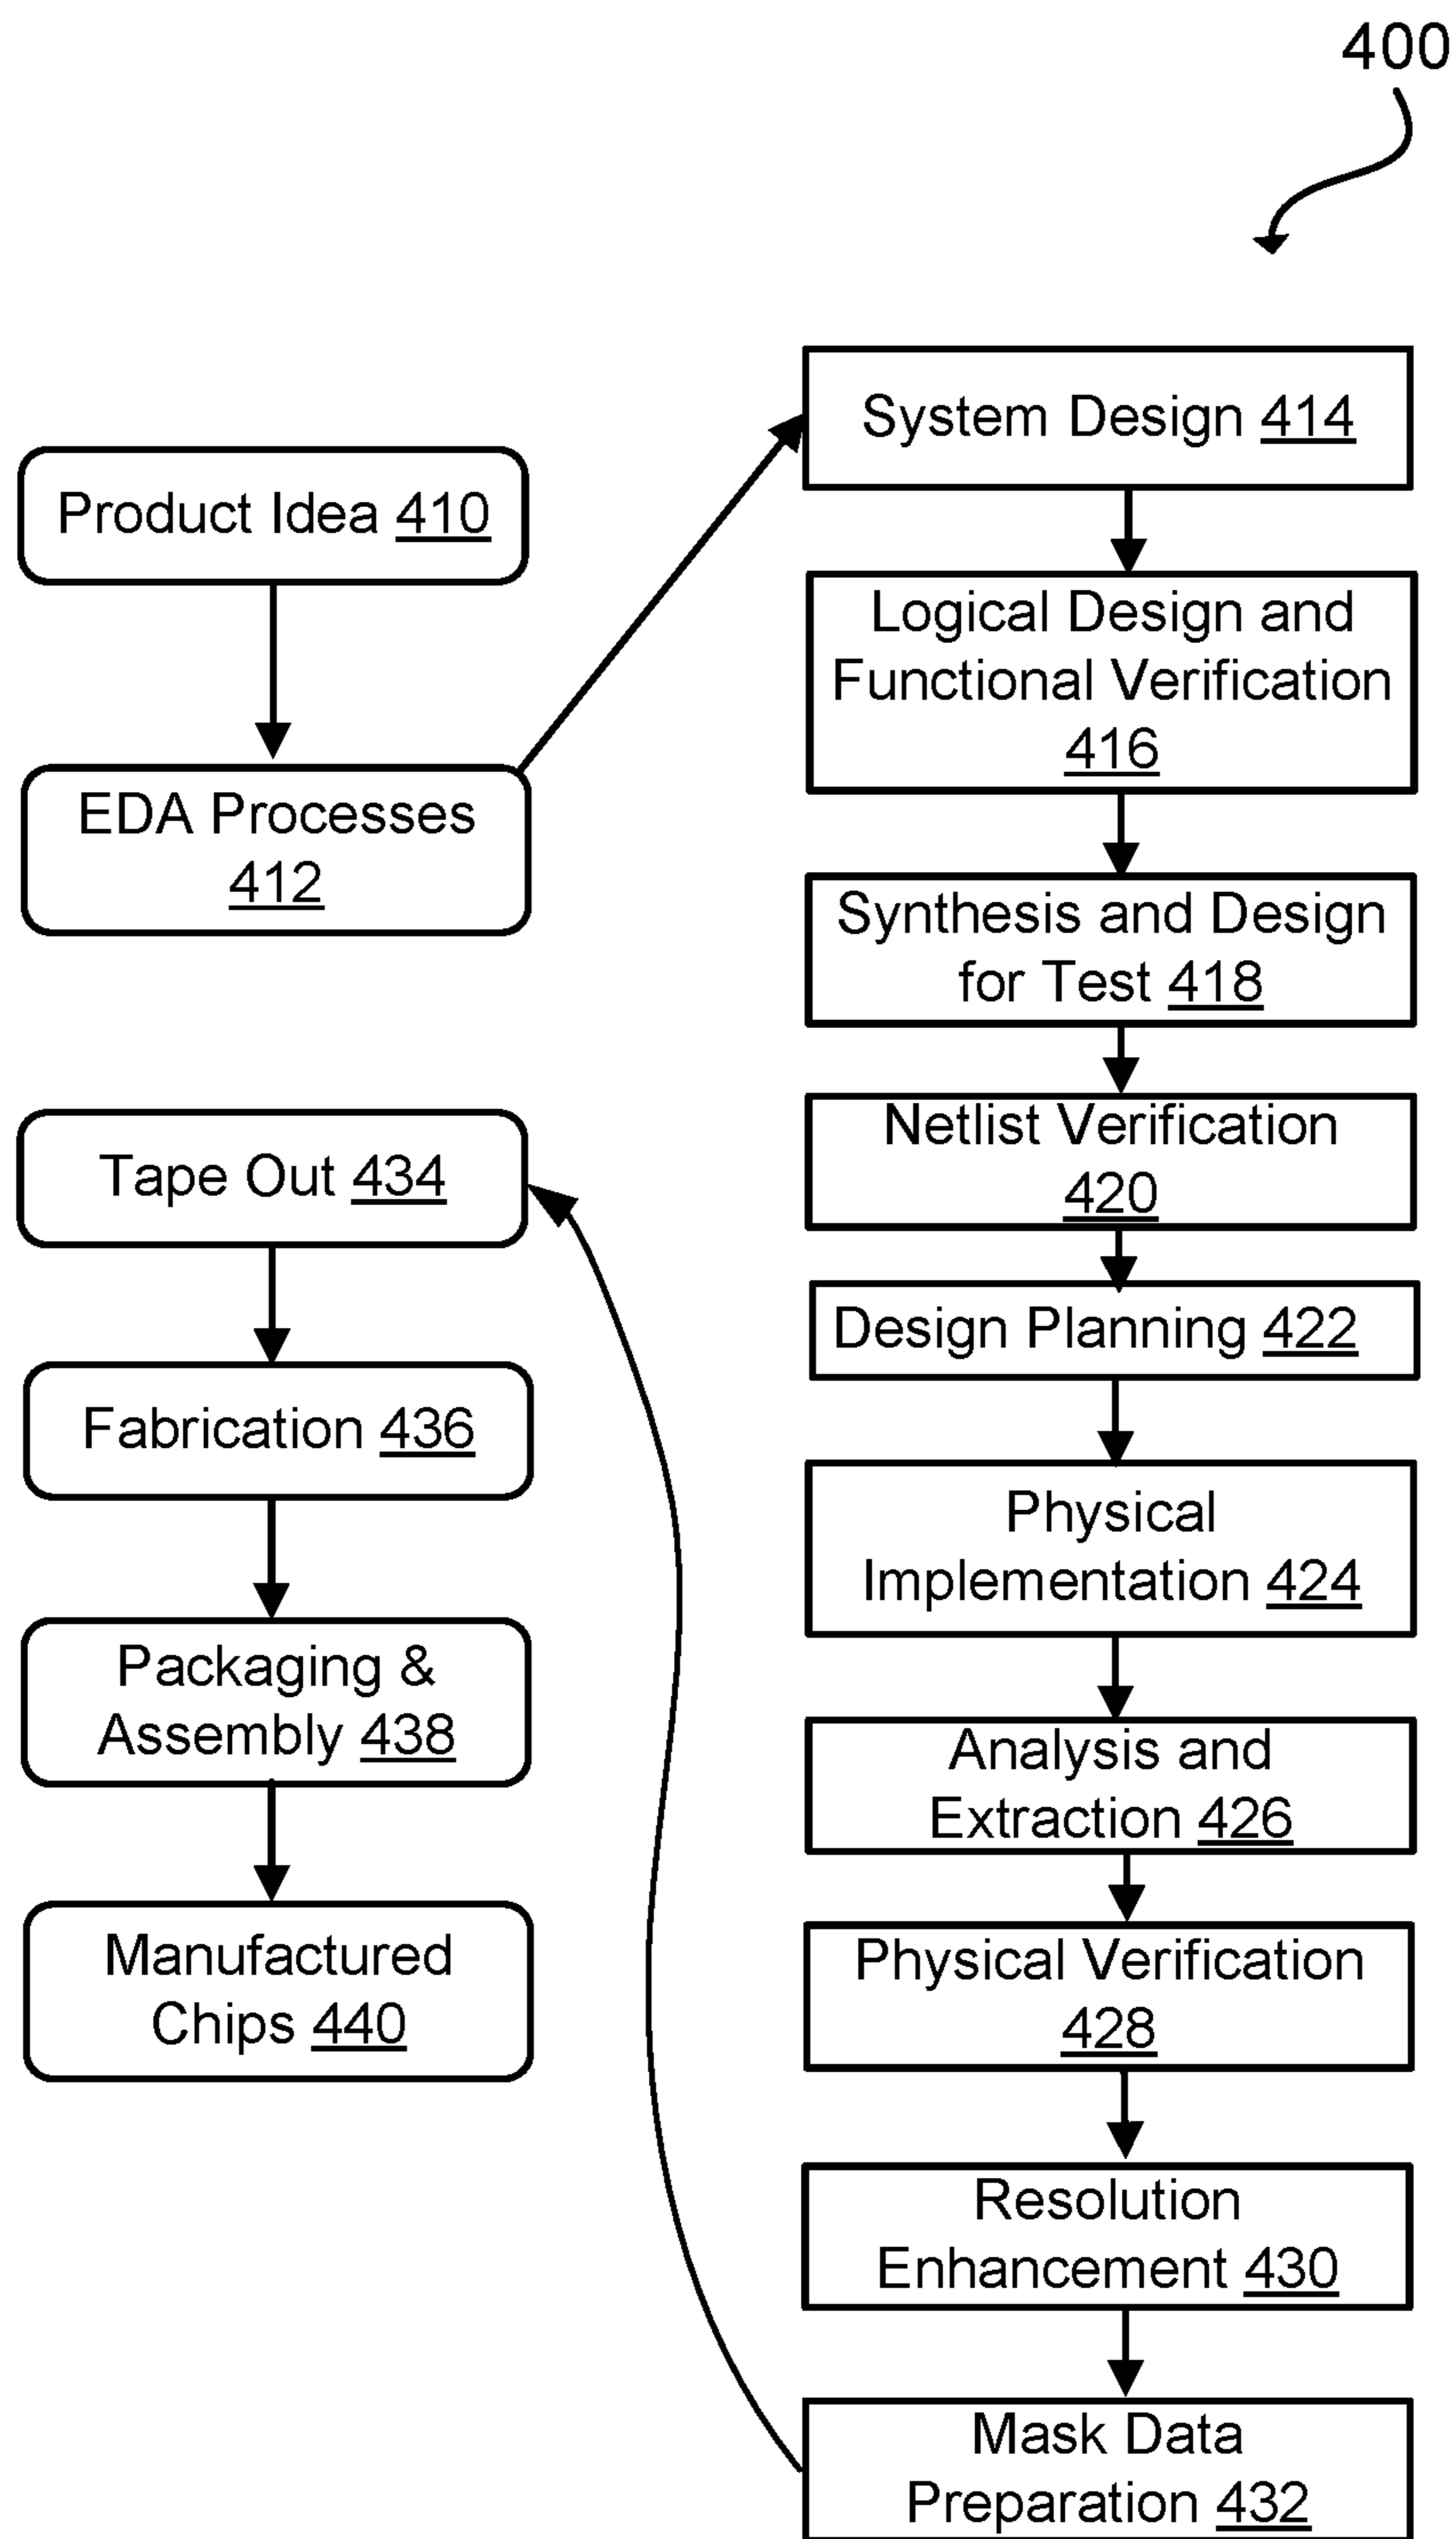 400
Product Idea 410
EDA Processes
412
System Design 414
Logical Design and
Functional Verification
416
Synthesis and Design
for Test 418
Netlist Verification
420
Design Planning 422
Physical
Implementation 424
Analysis and
Extraction 426
Physical Verification
428
Resolution
Enhancement 430
Mask Data
Preparation 432
Tape Out 434
Fabrication 436
Packaging &
Assembly 438
Manufactured
Chips 440